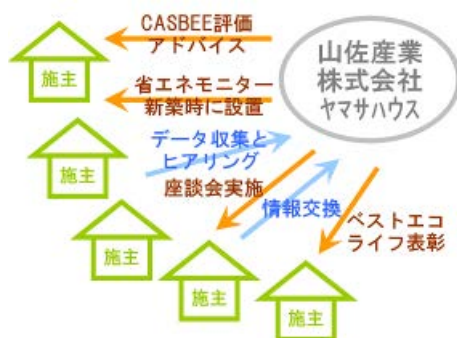 CASBEE評価
アドバイス
山佐産業
株式会社
ヤマサハウス
施主
省エネモニター
新築時に設置
データ収集と
ヒアリング
施主
座談会実施
情報交換
ベストエコ
ライフ表彰
施主
施主
施主